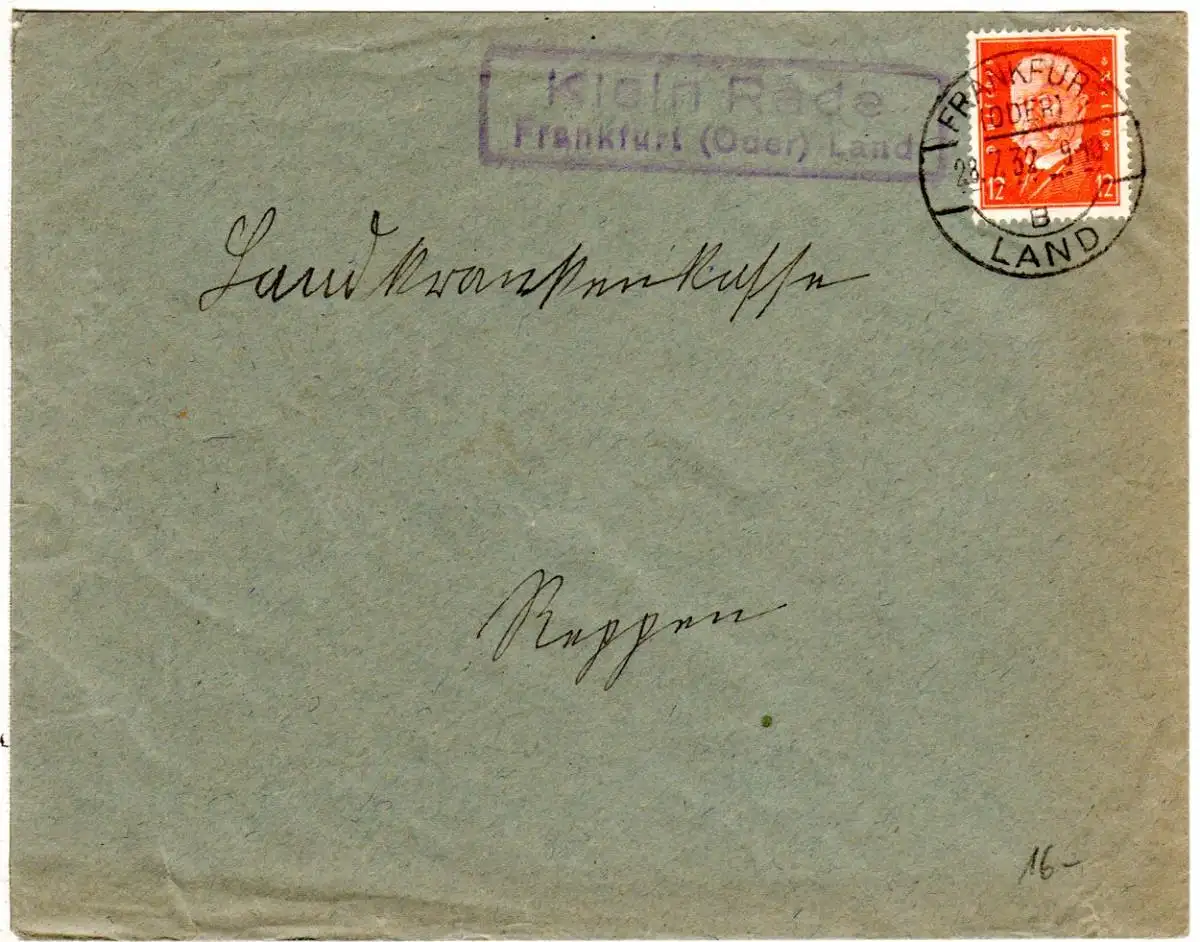 Klein Rade
Frankfurt (Oder) Land
FRANKFURT
(ODER)
28.7.32. 9-10
B
LAND
12 12
Landkrankenkasse
Reppen
16-